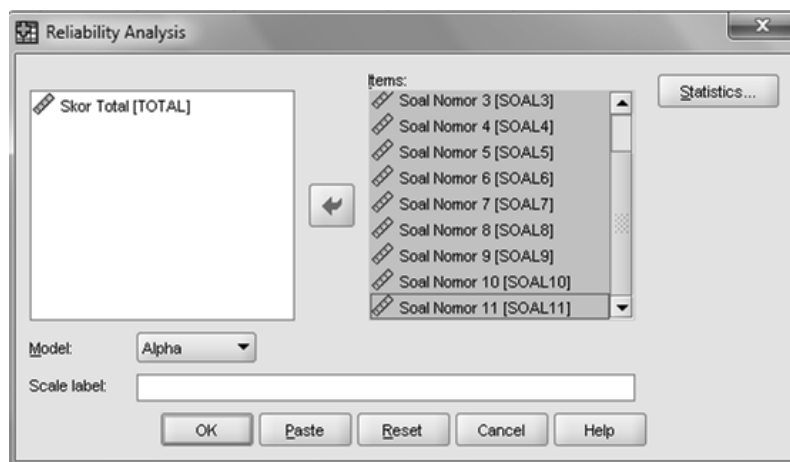 Reliability Analysis
Items:
Skor Total [TOTAL]
Soal Nomor 3 [SOAL3]
Soal Nomor 4 [SOAL4]
Soal Nomor 5 [SOAL5]
Soal Nomor 6 [SOAL6]
Soal Nomor 7 [SOAL7]
Soal Nomor 8 [SOAL8]
Soal Nomor 9 [SOAL9]
Soal Nomor 10 [SOAL10]
Soal Nomor 11 [SOAL11]
Statistics...
Model: Alpha
Scale label:
OK Paste Reset Cancel Help